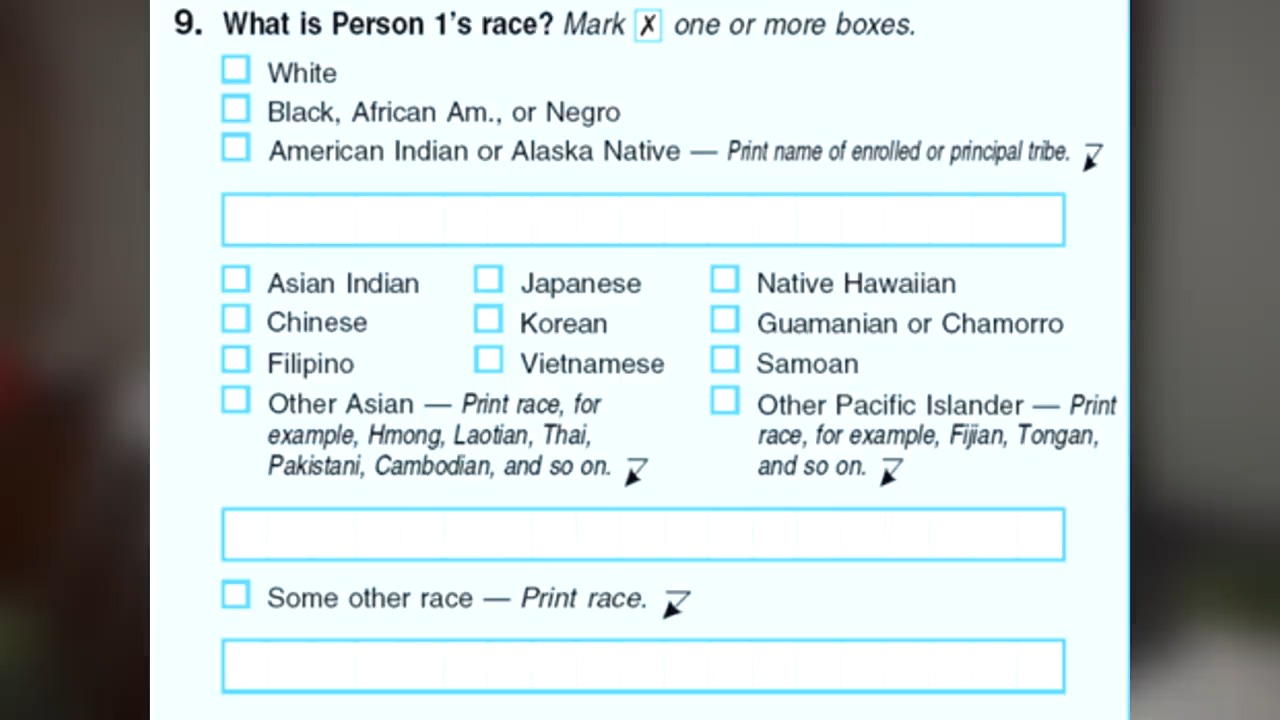 9. What is Person 1's race? Mark ✗ one or more boxes.
White
Black, African Am., or Negro
American Indian or Alaska Native — Print name of enrolled or principal tribe.
Asian Indian
Japanese
Native Hawaiian
Chinese
Korean
Guamanian or Chamorro
Filipino
Vietnamese
Samoan
Other Asian — Print race, for
example, Hmong, Laotian, Thai,
Pakistani, Cambodian, and so on.
Other Pacific Islander — Print
race, for example, Fijian, Tongan,
and so on.
Some other race — Print race.